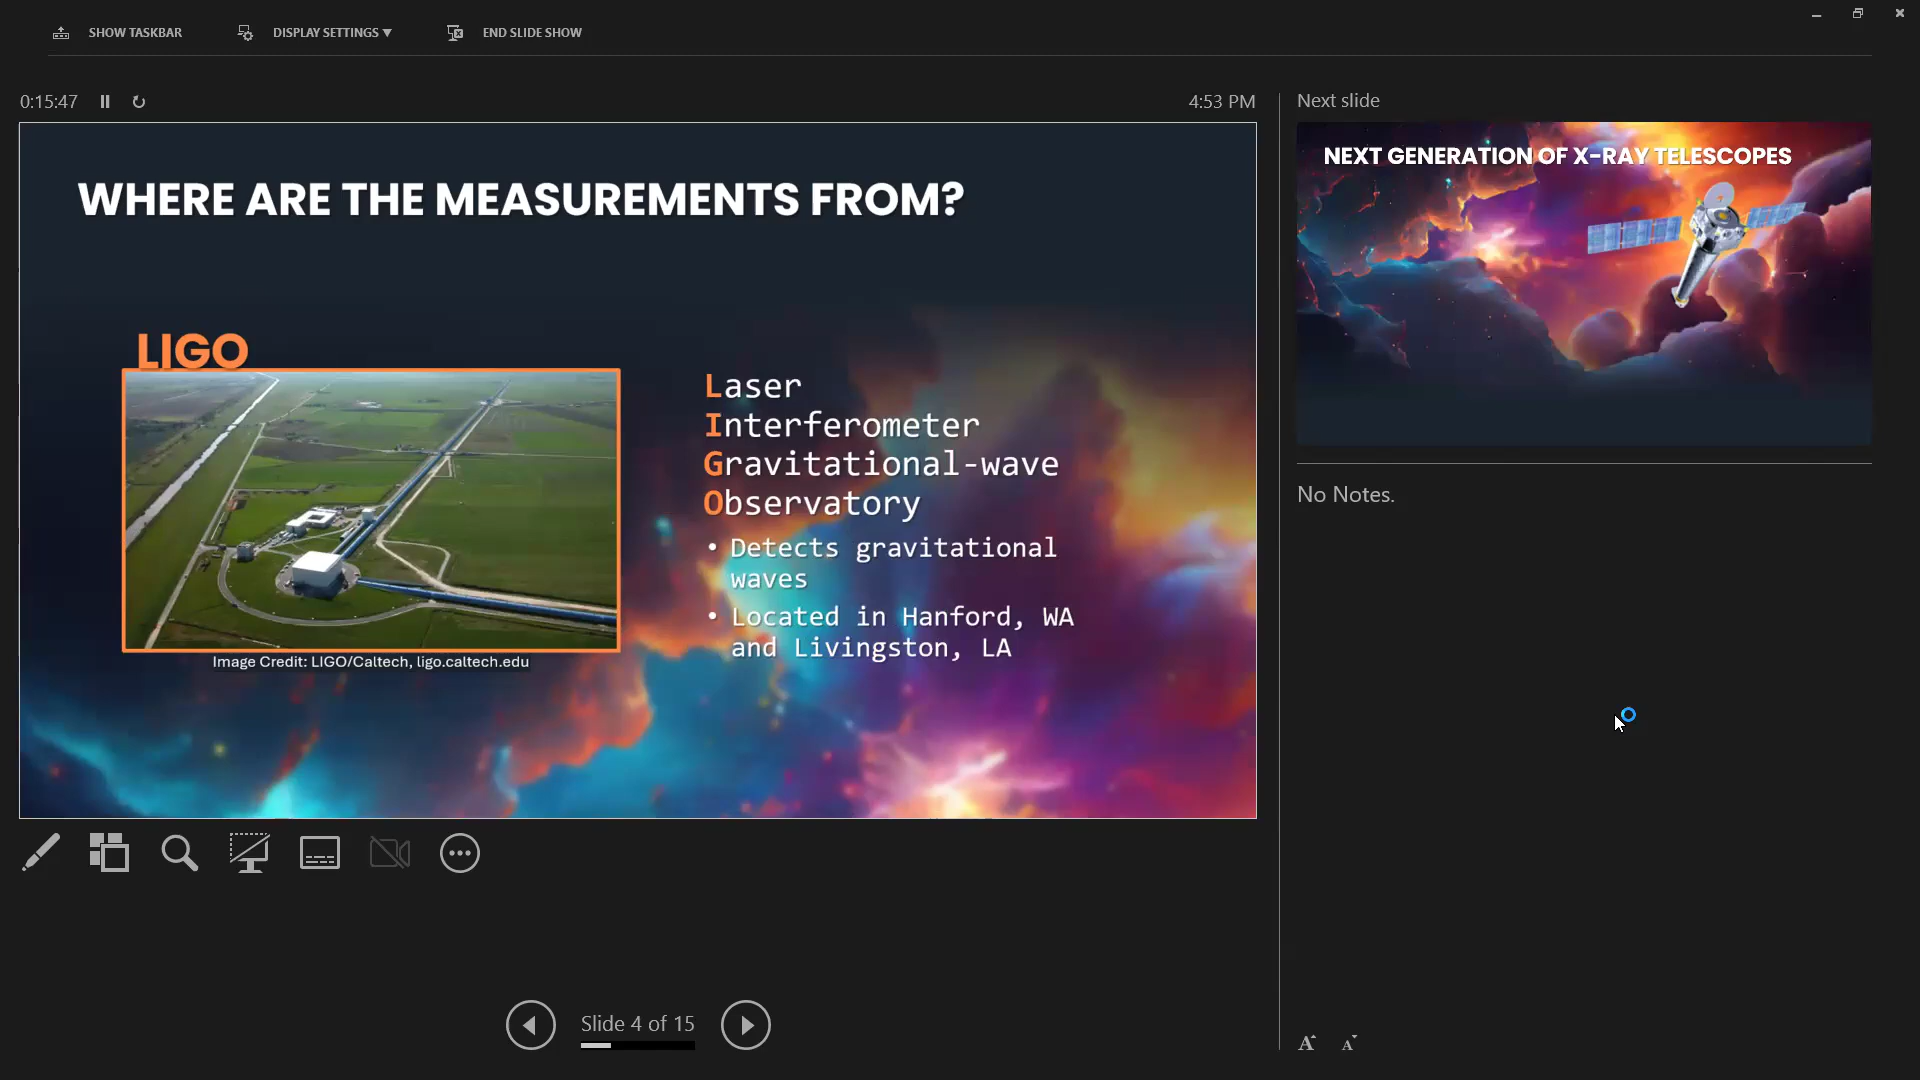 SHOW TASKBAR
DISPLAY SETTINGS ▼
END SLIDE SHOW
0:15:47
4:53 PM
WHERE ARE THE MEASUREMENTS FROM?
LIGO
Image Credit: LIGO/Caltech, ligo.caltech.edu
Laser
Interferometer
Gravitational-wave
Observatory
• Detects gravitational
waves
• Located in Hanford, WA
and Livingston, LA
Slide 4 of 15
Next slide
NEXT GENERATION OF X-RAY TELESCOPES
No Notes.
A A